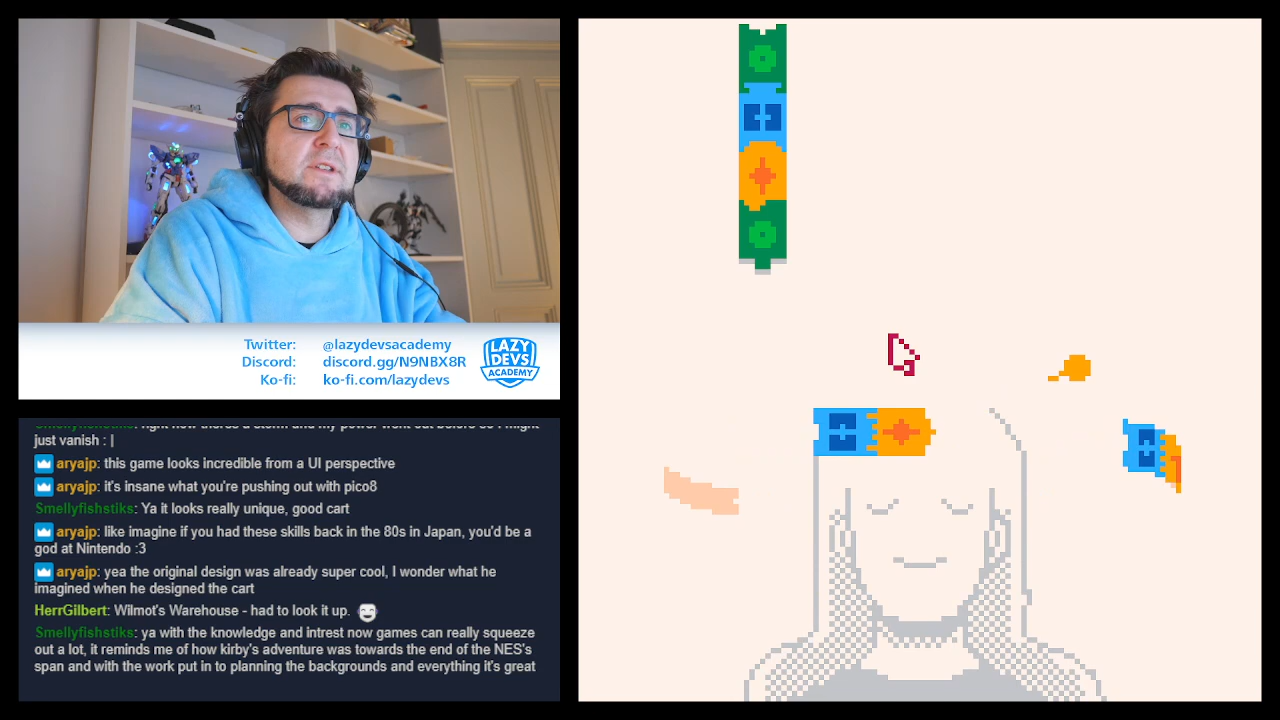 Twitter: @lazydevsacademy
Discord: discord.gg/N9NBX8R
Ko-fi: ko-fi.com/lazydevs
LAZY
DEVS
ACADEMY
just vanish : |
aryajp: this game looks incredible from a UI perspective
aryajp: it's insane what you're pushing out with pico8
Smellyfishstiks: Ya it looks really unique, good cart
aryajp: like imagine if you had these skills back in the 80s in Japan, you'd be a
god at Nintendo :3
aryajp: yea the original design was already super cool, I wonder what he
imagined when he designed the cart
HerrGilbert: Wilmot's Warehouse - had to look it up.
Smellyfishstiks: ya with the knowledge and intrest now games can really squeeze
out a lot, it reminds me of how kirby's adventure was towards the end of the NES's
span and with the work put in to planning the backgrounds and everything it's great